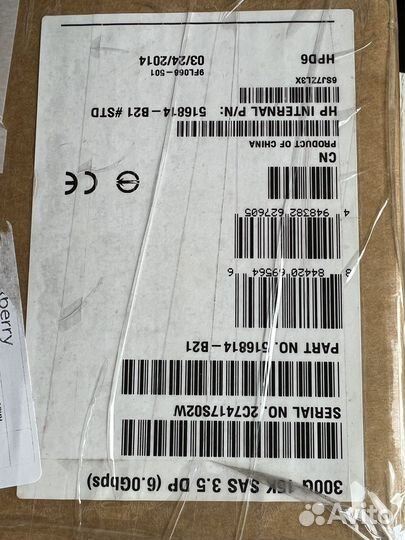 300G 15K SAS 3.5 DP (6.0Gbps)
SERIAL NO. 2C7417S02W
PART NO. 516814-B21
8 84420 69564 6
4 948382 627605
CN
PRODUCT OF CHINA
HP INTERNAL P/N: 516814-B21 #STD
6SJ7ZL3X
HPD6
03/24/2014
9FL066-501
CE
berry
Avito